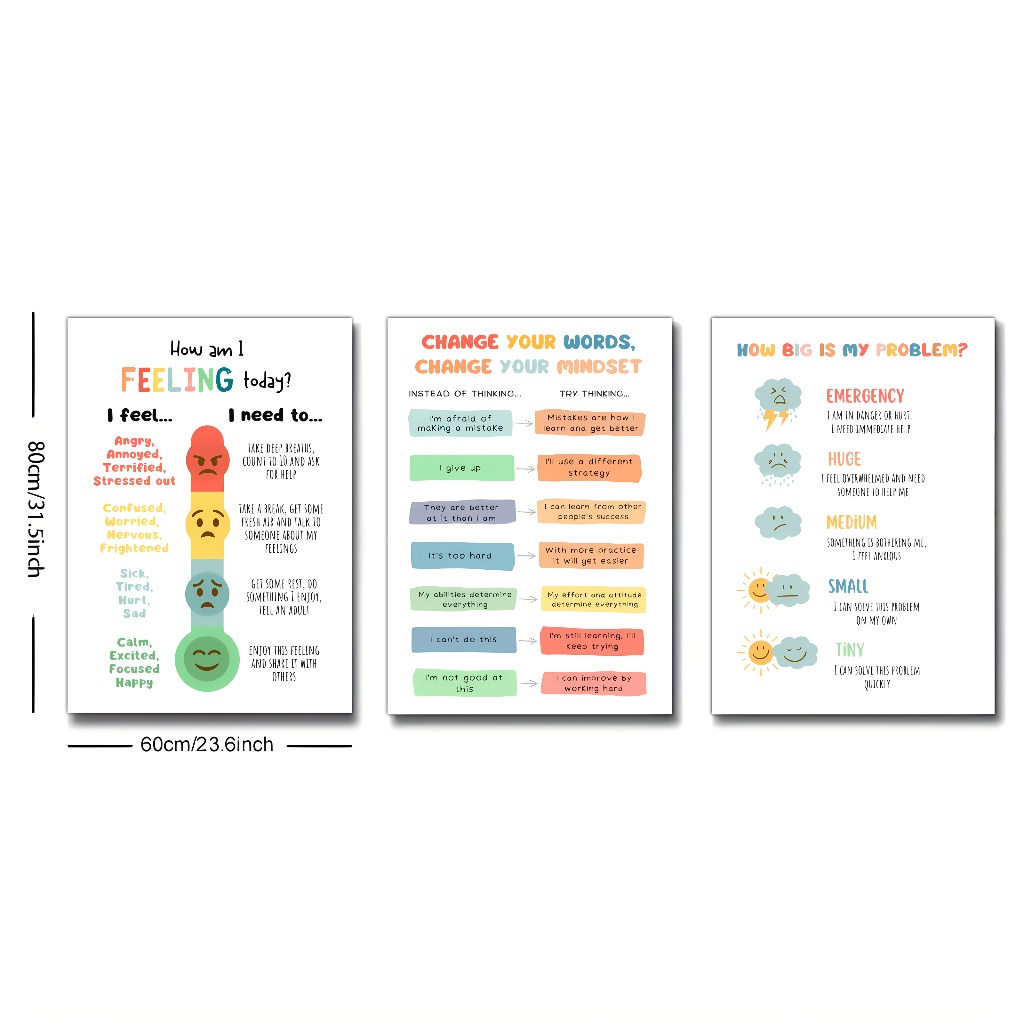 80cm/31.5inch
60cm/23.6inch
How am I
FEELING today?
I feel...
I need to...
Angry,
Annoyed,
Terrified,
Stressed out
TAKE DEEP BREATHS,
COUNT TO 10 AND ASK
FOR HELP
Confused,
Worried,
Nervous,
Frightened
TAKE A BREAK, GET SOME
FRESH AIR AND TALK TO
SOMEONE ABOUT MY
FEELINGS
Sick,
Tired,
Hurt,
Sad
GET SOME REST, DO
SOMETHING I ENJOY,
TELL AN ADULT
Calm,
Excited,
Focused
Happy
ENJOY THIS FEELING
AND SHARE IT WITH
OTHERS
CHANGE YOUR WORDS,
CHANGE YOUR MINDSET
INSTEAD OF THINKING...
TRY THINKING...
I'm afraid of
making a mistake
Mistakes are how I
learn and get better
I give up
I'll use a different
strategy
They are better
at it than i am
I can learn from other
people's success
It's too hard
With more practice
it will get easier
My abilities determine
everything
My effort and attitude
determine everything
I can't do this
I'm still learning, I'll
keep trying
I'm not good at
this
I can improve by
working hard
HOW BIG IS MY PROBLEM?
EMERGENCY
I AM IN DANGER OR HURT,
I NEED IMMEDIATE HELP
HUGE
I FEEL OVERWHELMED AND NEED
SOMEONE TO HELP ME
MEDIUM
SOMETHING IS BOTHERING ME,
I FEEL ANXIOUS
SMALL
I CAN SOLVE THIS PROBLEM
ON MY OWN
TiNY
I CAN SOLVE THIS PROBLEM
QUICKLY